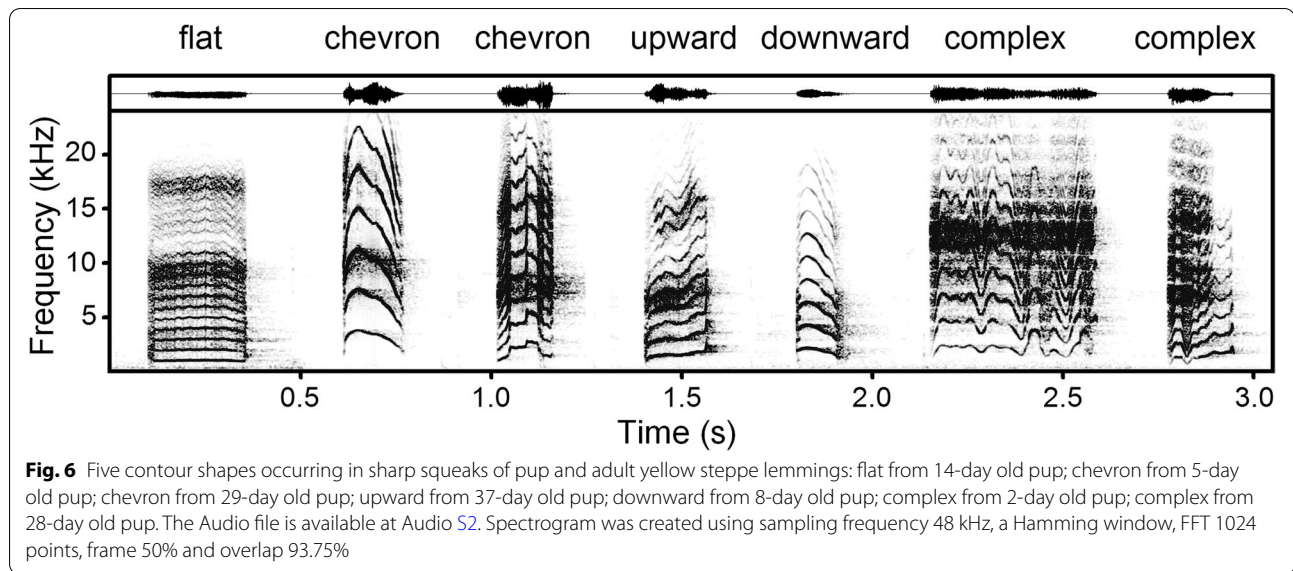 flat chevron chevron upward downward complex complex
Frequency (kHz)
20
15
10
5
0.5 1.0 1.5 2.0 2.5 3.0
Time (s)
Fig. 6 Five contour shapes occurring in sharp squeaks of pup and adult yellow steppe lemmings: flat from 14-day old pup; chevron from 5-day
old pup; chevron from 29-day old pup; upward from 37-day old pup; downward from 8-day old pup; complex from 2-day old pup; complex from
28-day old pup. The Audio file is available at Audio S2. Spectrogram was created using sampling frequency 48 kHz, a Hamming window, FFT 1024
points, frame 50% and overlap 93.75%